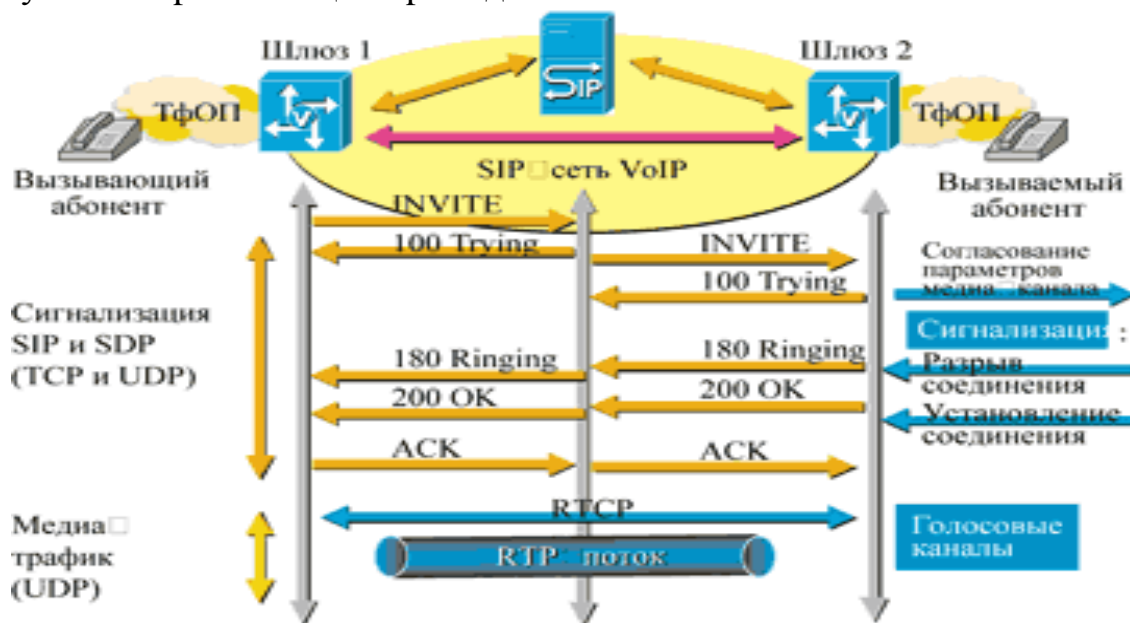 Шлюз 1
Шлюз 2
SIP
ТфОП
ТфОП
V
V
SIP□сеть VoIP
Вызывающий
абонент
Вызываемый
абонент
INVITE
100 Trying
INVITE
100 Trying
Согласование
параметров
медиа□канала
Сигнализация
SIP и SDP
(TCP и UDP)
Сигнализация:
180 Ringing
180 Ringing
Разрыв
соединения
200 OK
200 OK
Установление
соединения
ACK
ACK
RTCP
Медиа□
трафик
(UDP)
RTP□поток
Голосовые
каналы